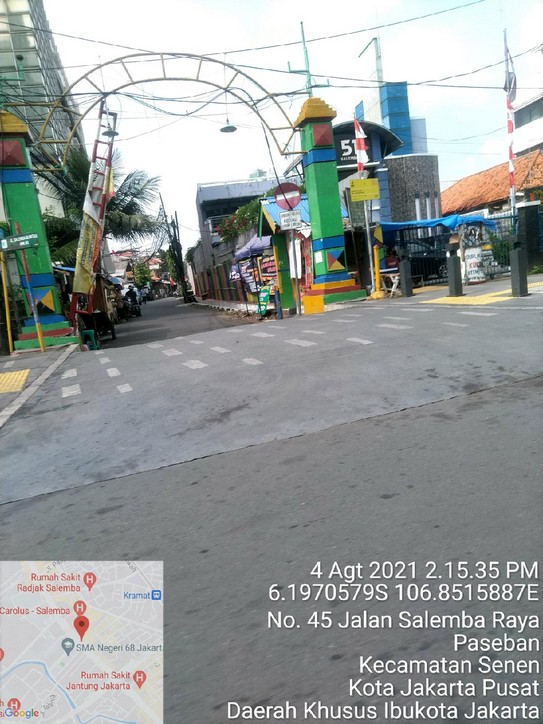 51
4 Agt 2021 2.15.35 PM
6.1970579S 106.8515887E
No. 45 Jalan Salemba Raya
Paseban
Kecamatan Senen
Kota Jakarta Pusat
Daerah Khusus Ibukota Jakarta
Rumah Sakit
Radjak Salemba
Kramat
Carolus - Salemba
SMA Negeri 68 Jakart
Rumah Sakit
Jantung Jakarta
Google